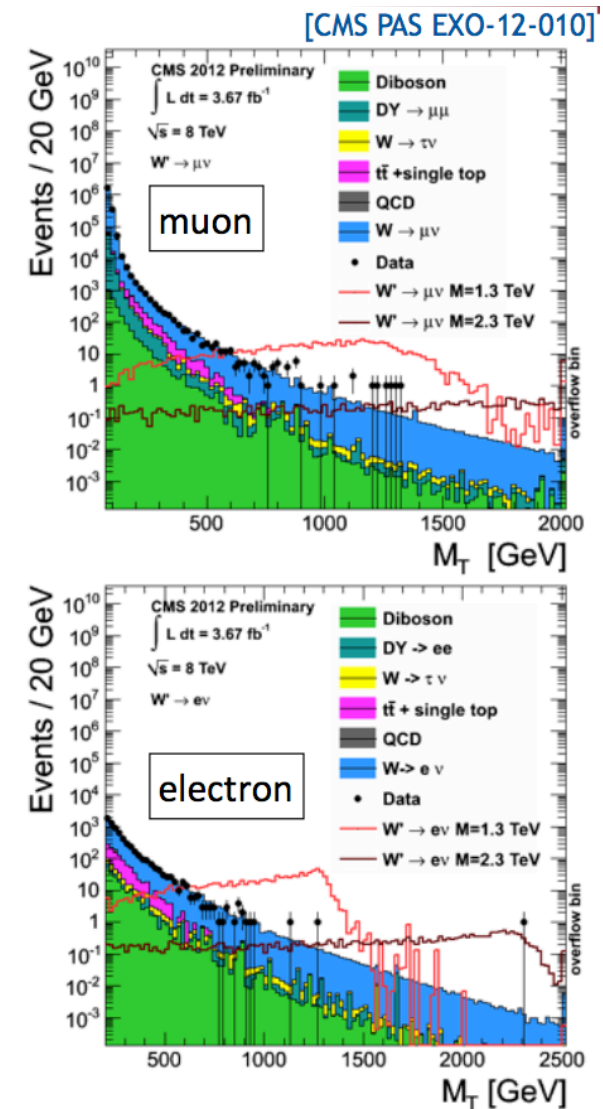 [CMS PAS EXO-12-010]
Events / 20 GeV
10¹⁰
10⁹
10⁸
10⁷
10⁶
10⁵
10⁴
10³
10²
10
1
10⁻¹
10⁻²
10⁻³
CMS 2012 Preliminary
∫ L dt = 3.67 fb⁻¹
√s = 8 TeV
W' → μν
muon
Diboson
DY → μμ
W → τν
tt̄ +single top
QCD
W → μν
Data
W' → μν M=1.3 TeV
W' → μν M=2.3 TeV
overflow bin
500 1000 1500 2000
M_T [GeV]
Events / 20 GeV
10¹⁰
10⁹
10⁸
10⁷
10⁶
10⁵
10⁴
10³
10²
10
1
10⁻¹
10⁻²
10⁻³
CMS 2012 Preliminary
∫ L dt = 3.67 fb⁻¹
√s = 8 TeV
W' → eν
electron
Diboson
DY -> ee
W -> τ ν
tt̄ + single top
QCD
W-> e ν
Data
W' → eν M=1.3 TeV
W' → eν M=2.3 TeV
overflow bin
500 1000 1500 2000 2500
M_T [GeV]